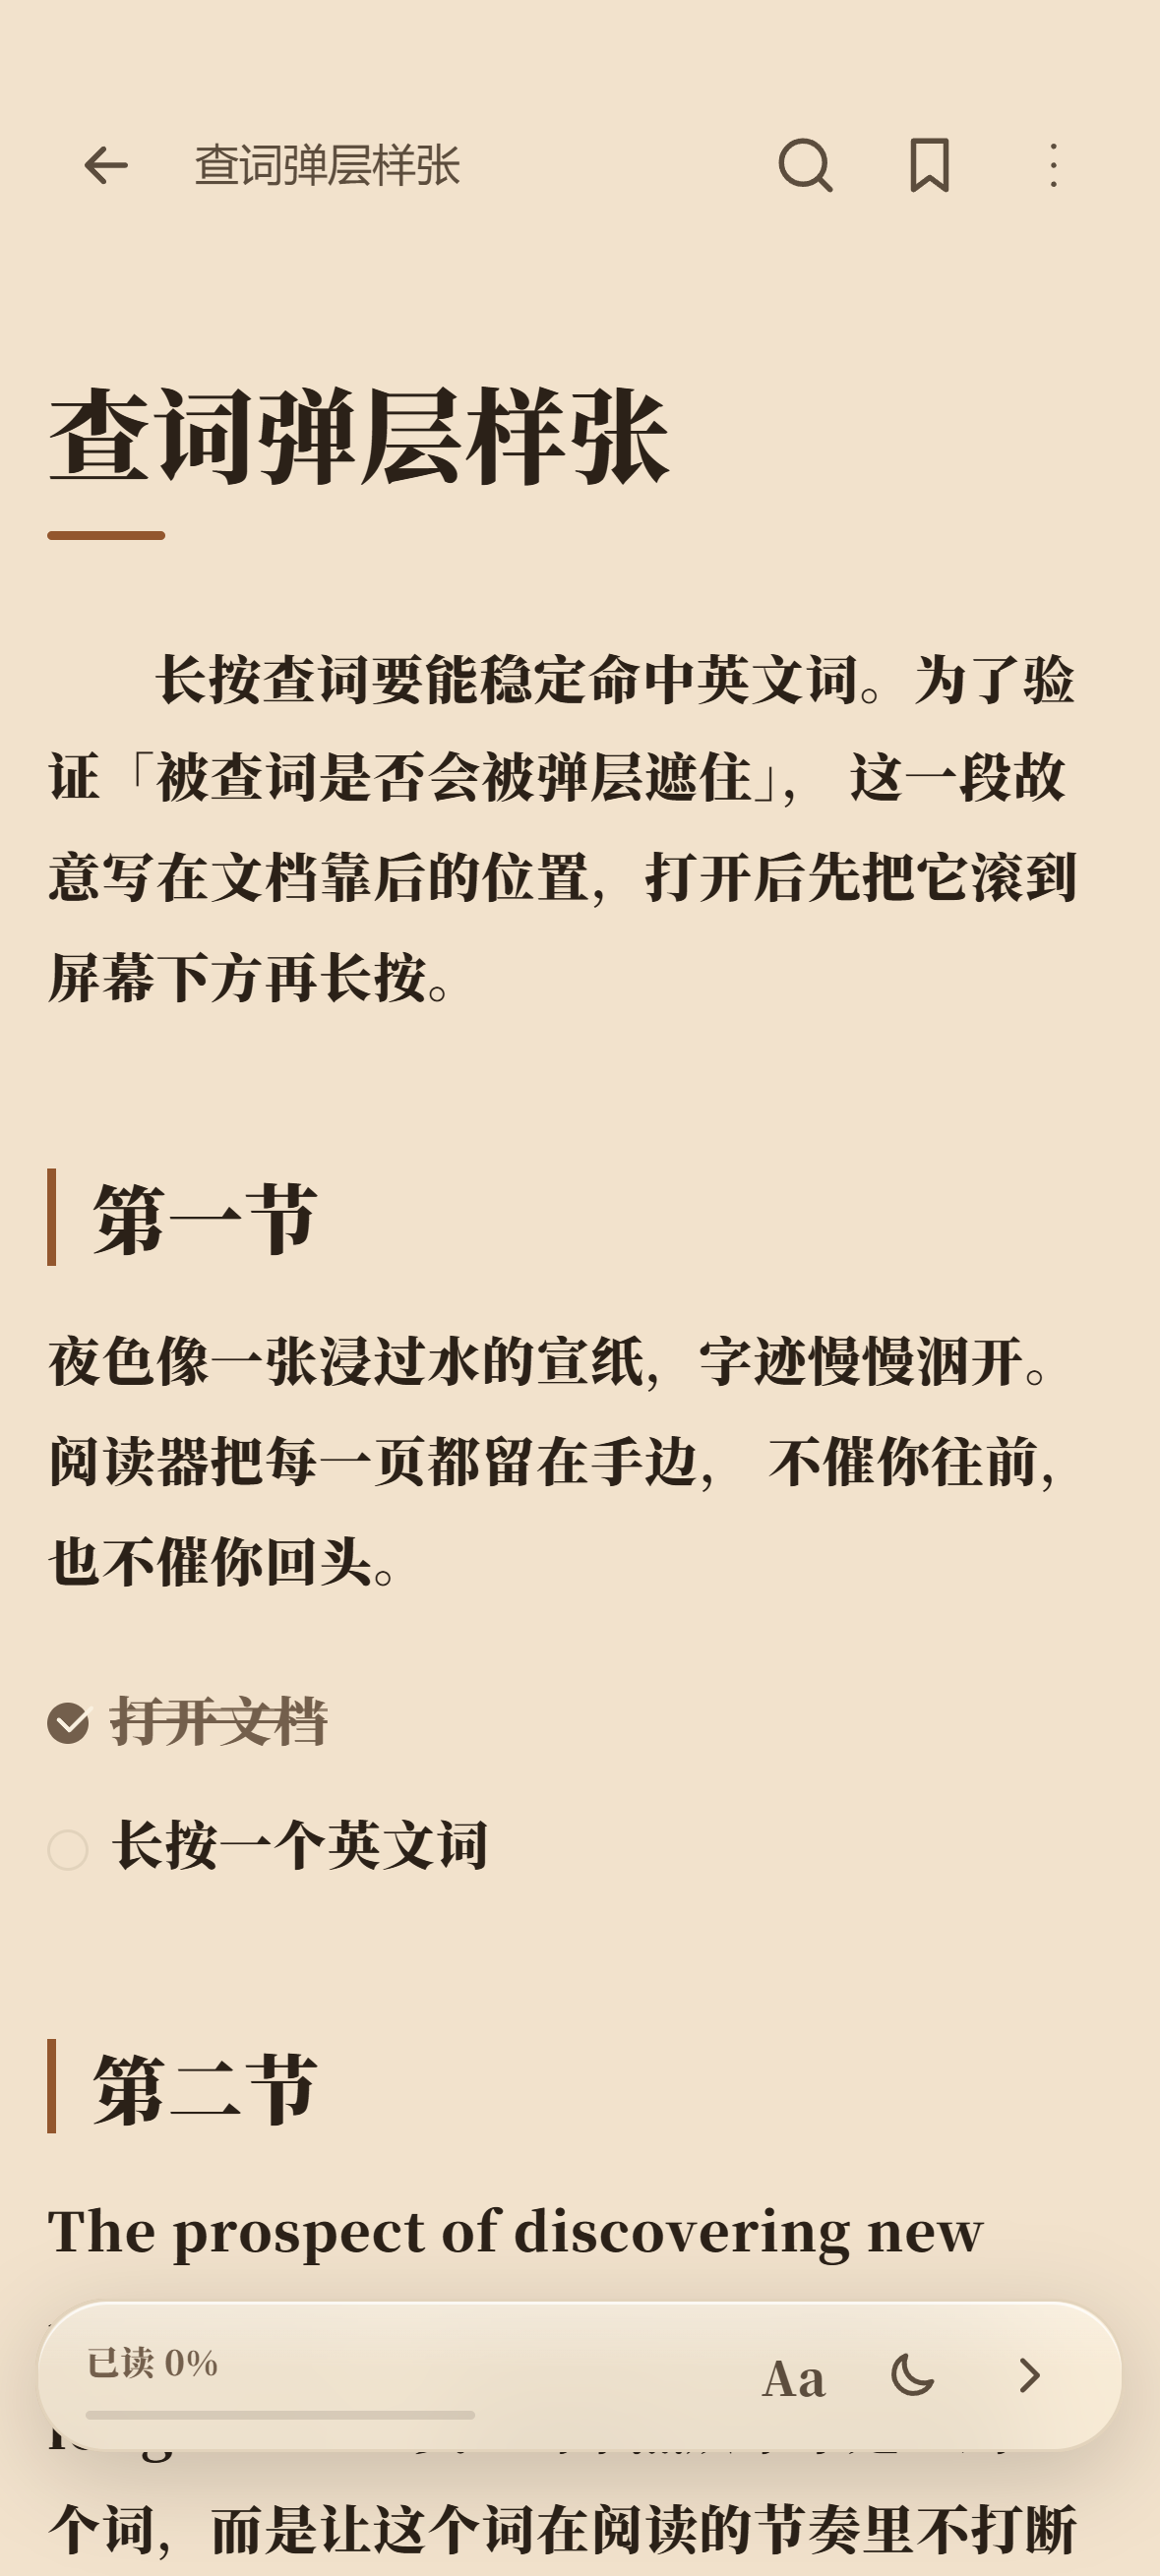 查词弹层样张
查词弹层样张
长按查词要能稳定命中英文词。为了验
证「被查词是否会被弹层遮住」， 这一段故
意写在文档靠后的位置，打开后先把它滚到
屏幕下方再长按。
第一节
夜色像一张浸过水的宣纸，字迹慢慢洇开。
阅读器把每一页都留在手边， 不催你往前，
也不催你回头。
打开文档
长按一个英文词
第二节
The prospect of discovering new
已读 0%
Aa
个词，而是让这个词在阅读的节奏里不打断